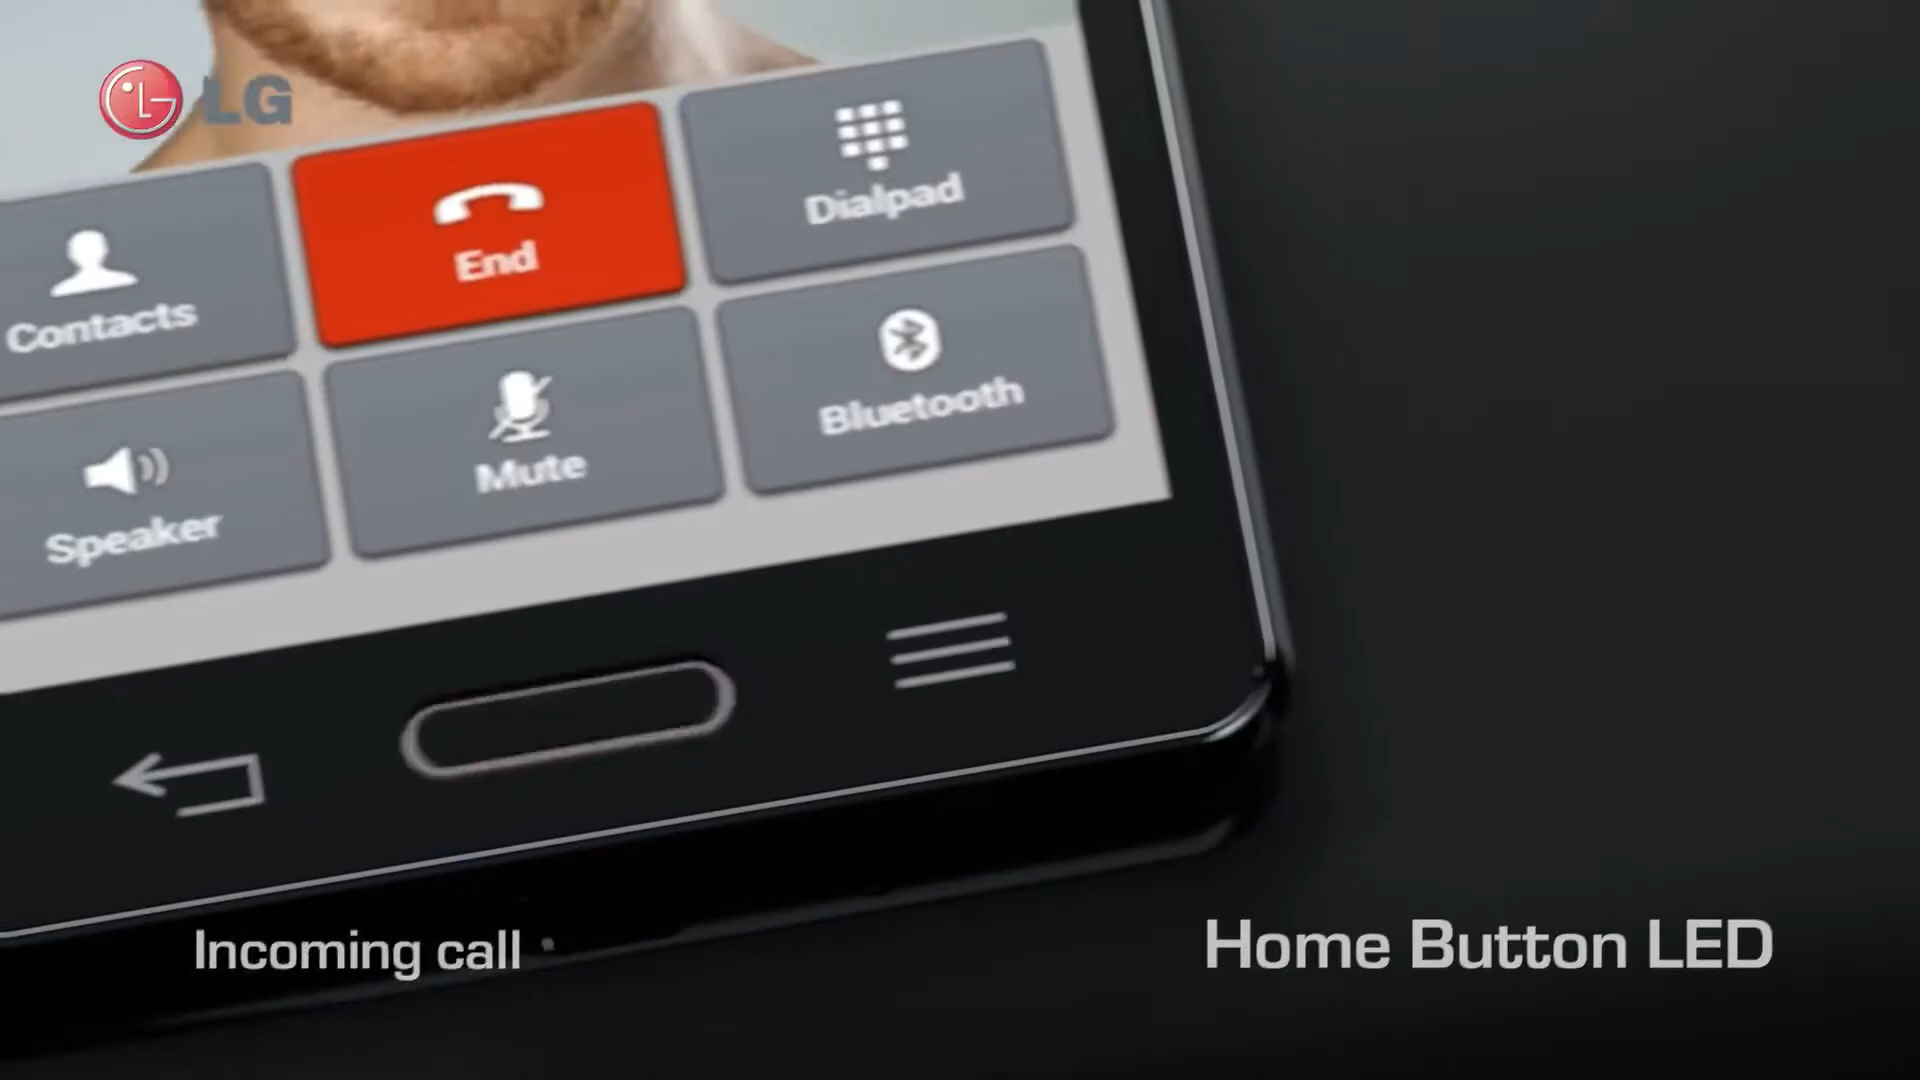 LG
Contacts
End
Dialpad
Speaker
Mute
Bluetooth
Incoming call
Home Button LED